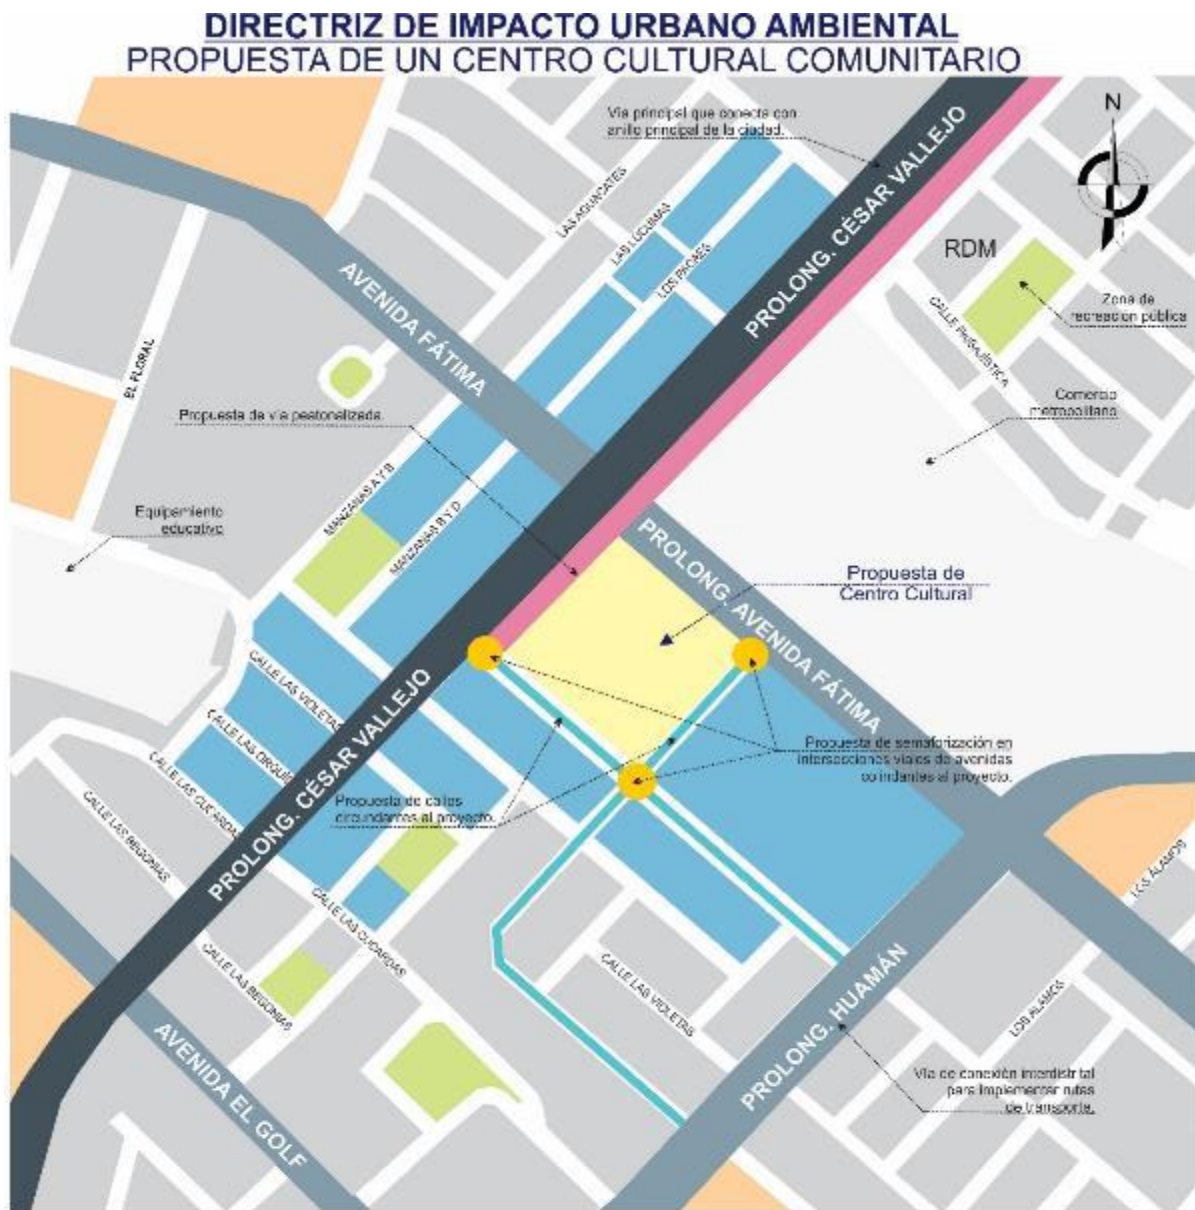 DIRECTRIZ DE IMPACTO URBANO AMBIENTAL
PROPUESTA DE UN CENTRO CULTURAL COMUNITARIO
Vía principal que conecta con
anillo principal de la ciudad.
N
PROLONG. CÉSAR VALLEJO
LAS AGUACATES
LAS LÚCUMAS
LOS PACAES
RDM
Zona de
recreación pública
CALLE PAISAJÍSTICA
AVENIDA FÁTIMA
EL FLORAL
Propuesta de vía peatonalizada.
Comercio
metropolitano
MANZANAS A Y B
MANZANAS B Y D
Equipamiento
educativo
PROLONG. AVENIDA FÁTIMA
Propuesta de
Centro Cultural
CALLE LAS VIOLETAS
CALLE LAS ORQUÍ
CALLE LAS CUCARDAS
CALLE LAS BEGONIAS
PROLONG. CÉSAR VALLEJO
Propuesta de semaforización en
intersecciones viales de avenidas
colindantes al proyecto.
Propuesta de calles
circundantes al proyecto.
LOS ÁLAMOS
CALLE LAS CUCARDAS
CALLE LAS BEGONIAS
CALLE LAS VIOLETAS
PROLONG. HUAMÁN
LOS ÁLAMOS
AVENIDA EL GOLF
Vía de conexión interdistrital
para implementar rutas
de transporte.